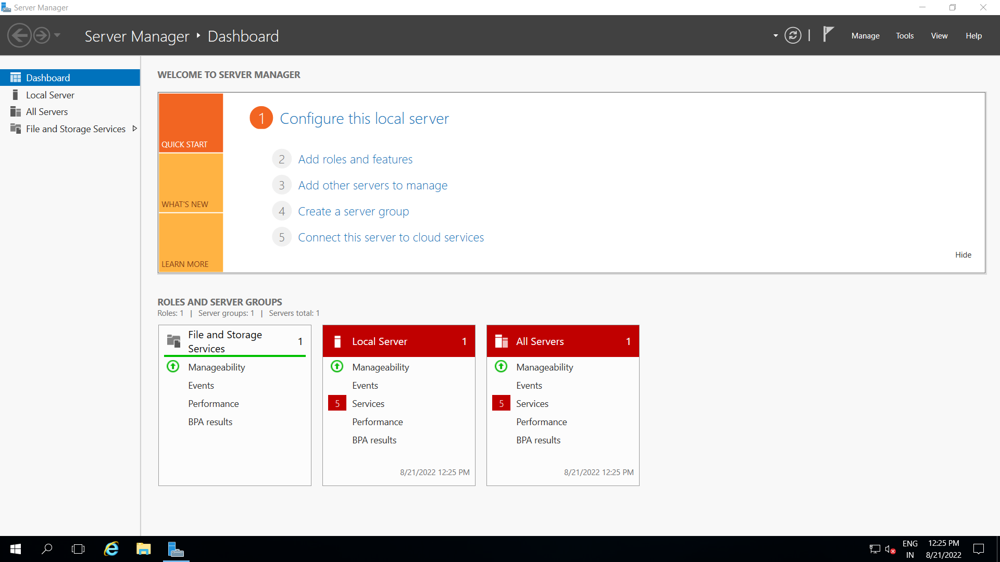 Server Manager
Server Manager Dashboard
Manage Tools View Help
Dashboard
Local Server
All Servers
File and Storage Services
WELCOME TO SERVER MANAGER
QUICK START
WHAT'S NEW
LEARN MORE
1 Configure this local server
2 Add roles and features
3 Add other servers to manage
4 Create a server group
5 Connect this server to cloud services
Hide
ROLES AND SERVER GROUPS
Roles: 1 | Server groups: 1 | Servers total: 1
File and Storage
Services
1
Manageability
Events
Performance
BPA results
Local Server 1
Manageability
Events
5 Services
Performance
BPA results
8/21/2022 12:25 PM
All Servers 1
Manageability
Events
5 Services
Performance
BPA results
8/21/2022 12:25 PM
ENG
IN
12:25 PM
8/21/2022